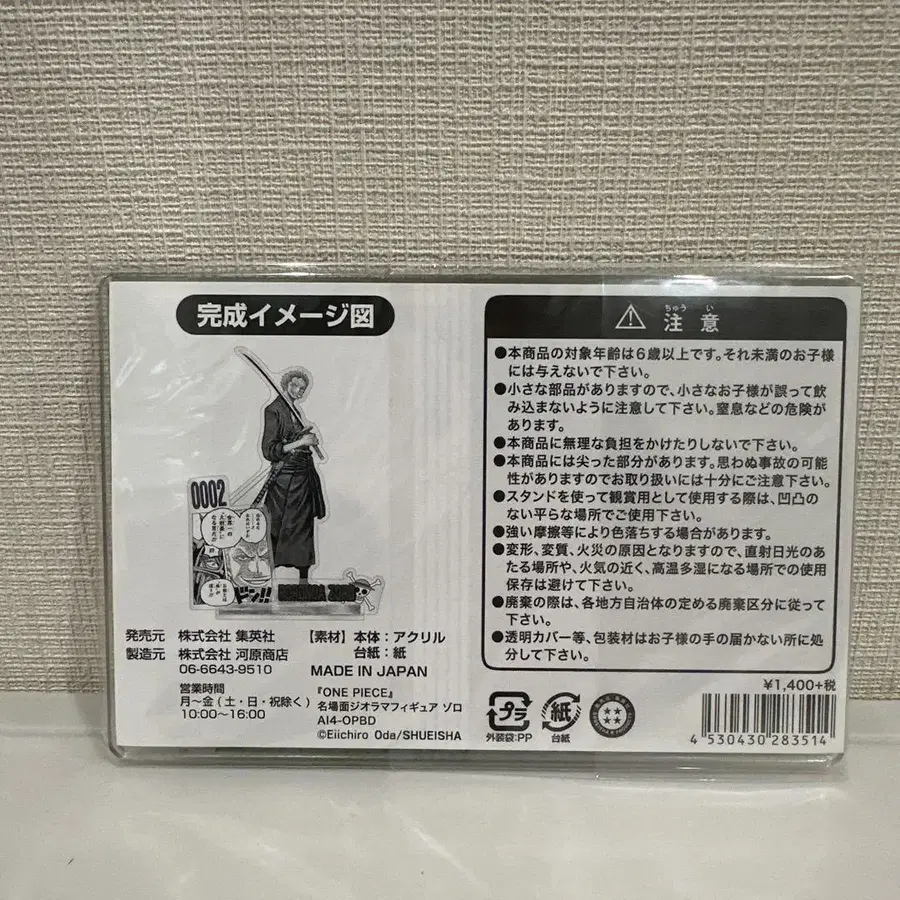 完成イメージ図
0002
ドン!!
RORONOA ZORO
発売元 株式会社 集英社
製造元 株式会社 河原商店
06-6643-9510
営業時間
月～金(土・日・祝除く)
10:00～16:00
【素材】本体：アクリル
台紙：紙
MADE IN JAPAN
『ONE PIECE』
名場面ジオラマフィギュア ゾロ
AI4-OPBD
©Eiichiro Oda/SHUEISHA
ちゅう い
注意
●本商品の対象年齢は6歳以上です。それ未満のお子様
には与えないで下さい。
●小さな部品がありますので、小さなお子様が誤って飲
み込まないように注意して下さい。窒息などの危険が
あります。
●本商品に無理な負担をかけたりしないで下さい。
●本商品には尖った部分があります。思わぬ事故の可能
性がありますのでお取り扱いには十分にご注意下さい。
●スタンドを使って観賞用として使用する際は、凹凸の
ない平らな場所でご使用下さい。
●強い摩擦等により色落ちする場合があります。
●変形、変質、火災の原因となりますので、直射日光のあ
たる場所や、火気の近く、高温多湿になる場所での使用
保存は避けて下さい。
●廃棄の際は、各地方自治体の定める廃棄区分に従って
下さい。
●透明カバー等、包装材はお子様の手の届かない所に処
分して下さい。
¥1,400+税
プラ
外装袋:PP
紙
台紙
4 530430 283514